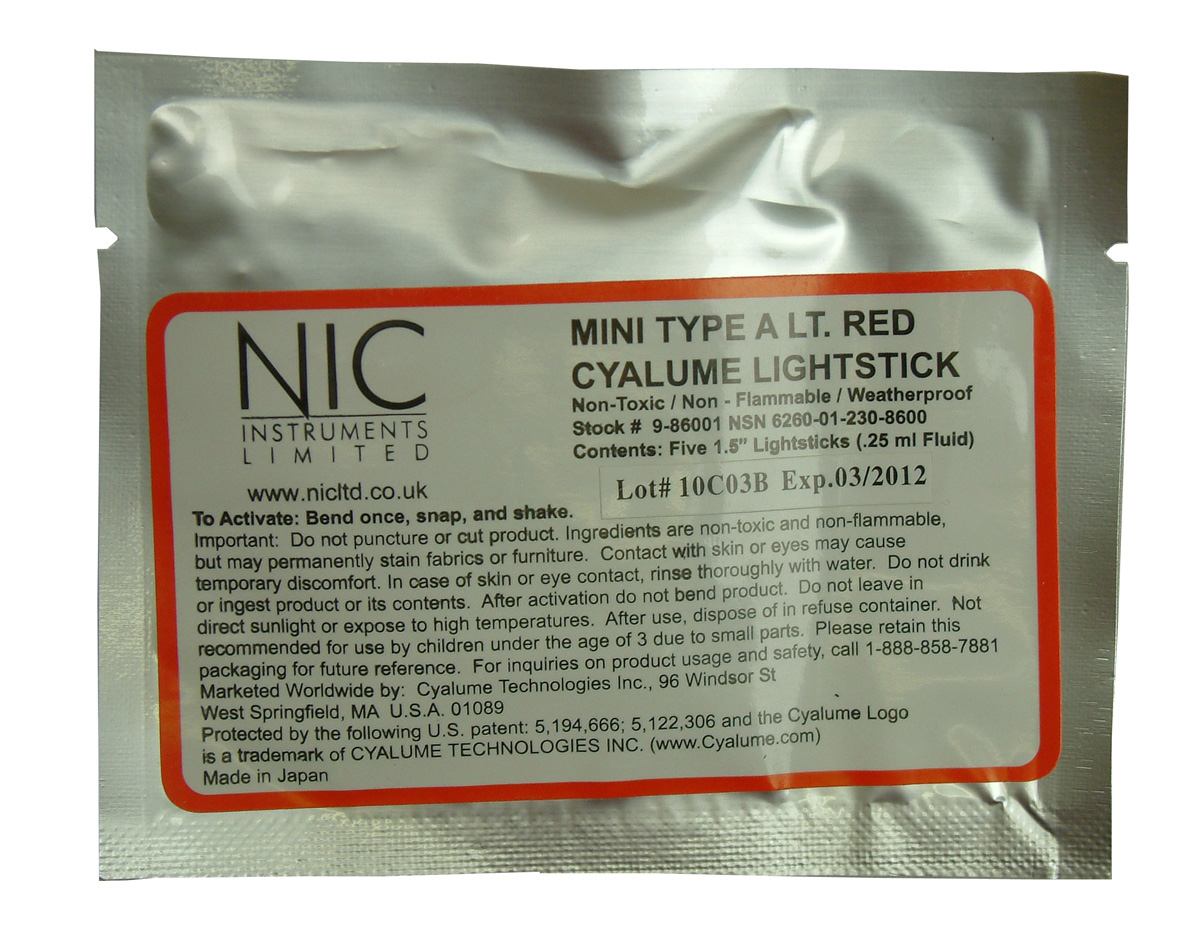 NIC
INSTRUMENTS
LIMITED
www.nicltd.co.uk
MINI TYPE A LT. RED
CYALUME LIGHTSTICK
Non-Toxic / Non - Flammable / Weatherproof
Stock # 9-86001 NSN 6260-01-230-8600
Contents: Five 1.5” Lightsticks (.25 ml Fluid)
Lot# 10C03B Exp.03/2012
To Activate: Bend once, snap, and shake.
Important: Do not puncture or cut product. Ingredients are non-toxic and non-flammable,
but may permanently stain fabrics or furniture. Contact with skin or eyes may cause
temporary discomfort. In case of skin or eye contact, rinse thoroughly with water. Do not drink
or ingest product or its contents. After activation do not bend product. Do not leave in
direct sunlight or expose to high temperatures. After use, dispose of in refuse container. Not
recommended for use by children under the age of 3 due to small parts. Please retain this
packaging for future reference. For inquiries on product usage and safety, call 1-888-858-7881
Marketed Worldwide by: Cyalume Technologies Inc., 96 Windsor St
West Springfield, MA U.S.A. 01089
Protected by the following U.S. patent: 5,194,666; 5,122,306 and the Cyalume Logo
is a trademark of CYALUME TECHNOLOGIES INC. (www.Cyalume.com)
Made in Japan